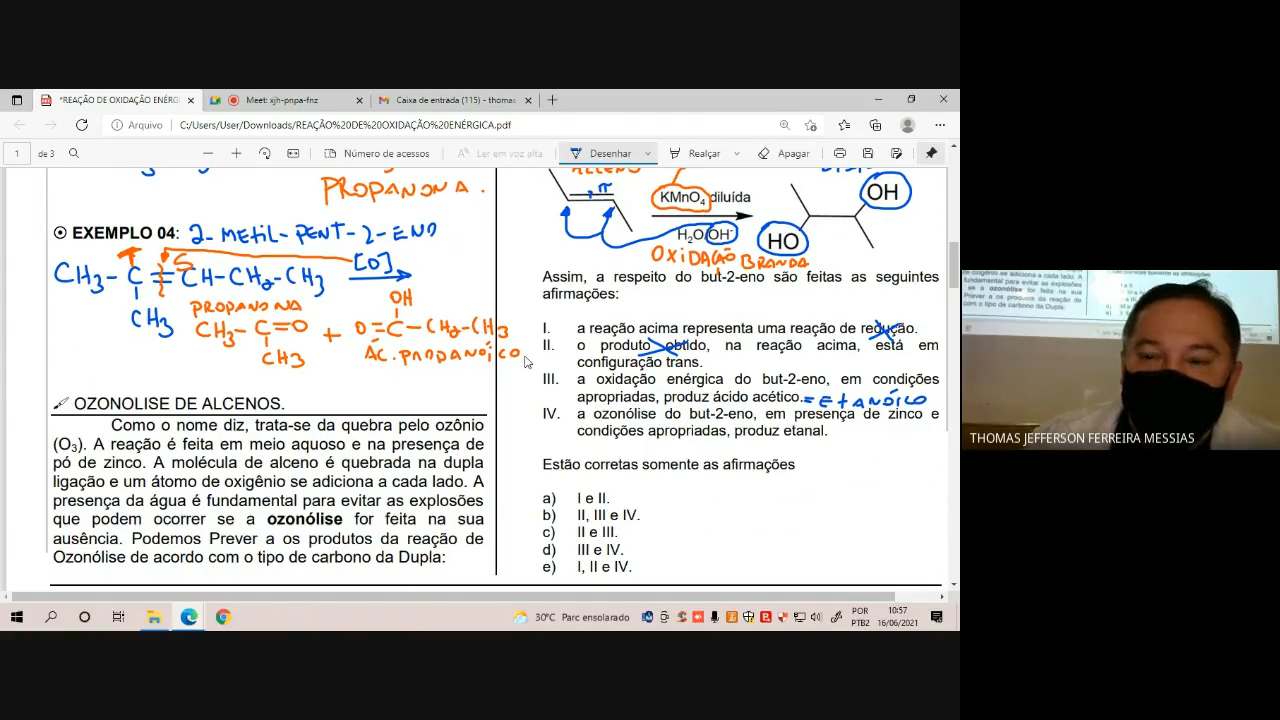 *REAÇÃO DE OXIDAÇÃO ENÉRG
Meet: xjh-pnpa-fnz
Caixa de entrada (115) - thomas
Arquivo
C:/Users/User/Downloads/REAÇÃO%20DE%20OXIDAÇÃO%20ENÉRGICA.pdf
1
de 3
Número de acessos
Ler em voz alta
Desenhar
Realçar
Apagar
PROPANONA.
EXEMPLO 04: 2-METIL-PENT-2-ENO
CH3-C=CH-CH2-CH3 [O]
CH3
PROPANONA
CH3-C=O
CH3
+
OH
O=C-CH2-CH3
ÁC. PROPANÓICO
OZONOLISE DE ALCENOS.
Como o nome diz, trata-se da quebra pelo ozônio
(O3). A reação é feita em meio aquoso e na presença de
pó de zinco. A molécula de alceno é quebrada na dupla
ligação e um átomo de oxigênio se adiciona a cada lado. A
presença da água é fundamental para evitar as explosões
que podem ocorrer se a ozonólise for feita na sua
ausência. Podemos Prever a os produtos da reação de
Ozonólise de acordo com o tipo de carbono da Dupla:
ALCENO
π
KMnO4 diluída
H2O/OH-
OXIDAÇÃO BRANDA
OH
HO
Assim, a respeito do but-2-eno são feitas as seguintes
afirmações:
I. a reação acima representa uma reação de redução.
II. o produto obtido, na reação acima, está em
configuração trans.
III. a oxidação enérgica do but-2-eno, em condições
apropriadas, produz ácido acético. = EtANÓICO
IV. a ozonólise do but-2-eno, em presença de zinco e
condições apropriadas, produz etanal.
Estão corretas somente as afirmações
a) I e II.
b) II, III e IV.
c) II e III.
d) III e IV.
e) I, II e IV.
THOMAS JEFFERSON FERREIRA MESSIAS
30°C Parc ensolarado
POR
PTB2
10:57
16/06/2021